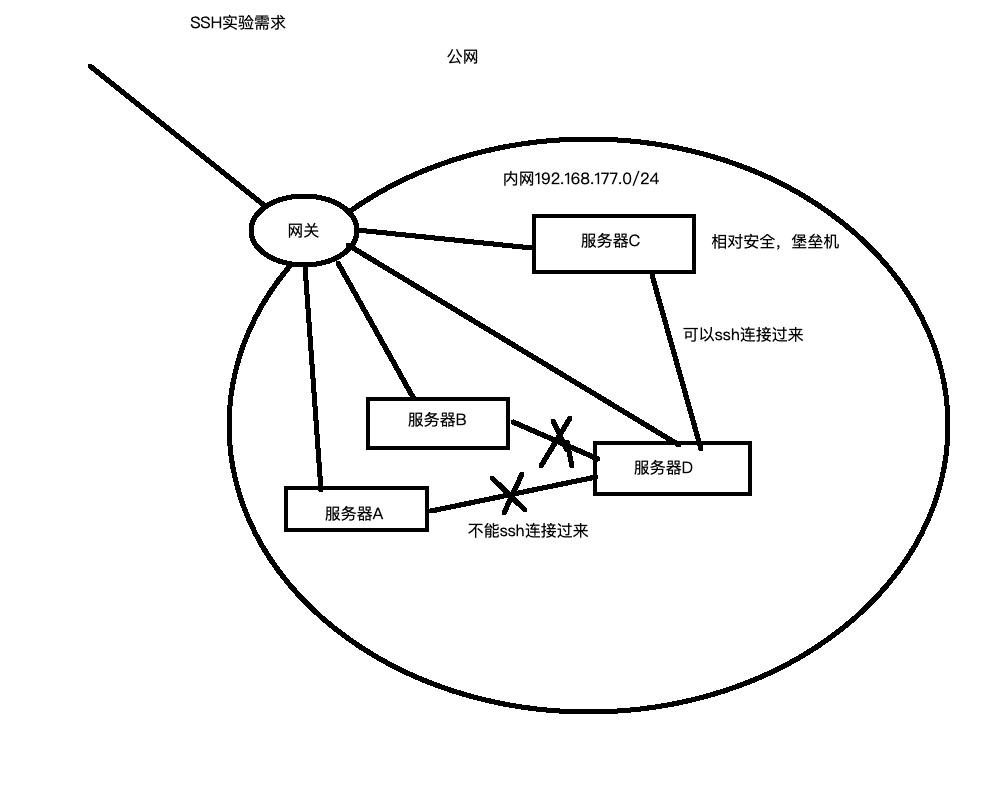 SSH实验需求
公网
内网192.168.177.0/24
网关
服务器C
相对安全，堡垒机
可以ssh连接过来
服务器B
服务器D
服务器A
不能ssh连接过来